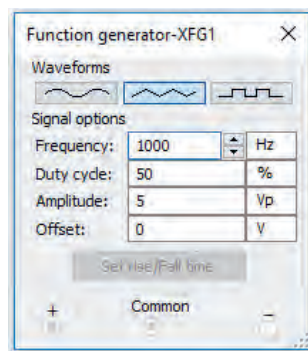 Function generator-XFG1
Waveforms
Signal options
Frequency: 1000 Hz
Duty cycle: 50 %
Amplitude: 5 Vp
Offset: 0 V
Set rise/Fall time
+ Common −